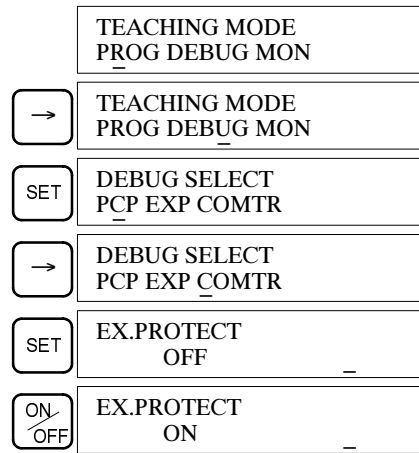 TEACHING MODE
PROG DEBUG MON
→
TEACHING MODE
PROG DEBUG MON
SET
DEBUG SELECT
PCP EXP COMTR
→
DEBUG SELECT
PCP EXP COMTR
SET
EX.PROTECT
OFF
ON/OFF
EX.PROTECT
ON